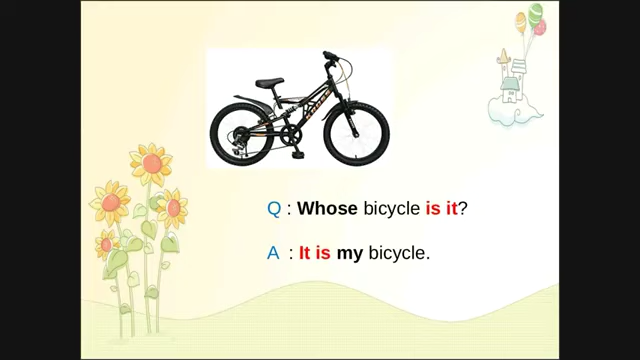 Q : Whose bicycle is it?
A : It is my bicycle.